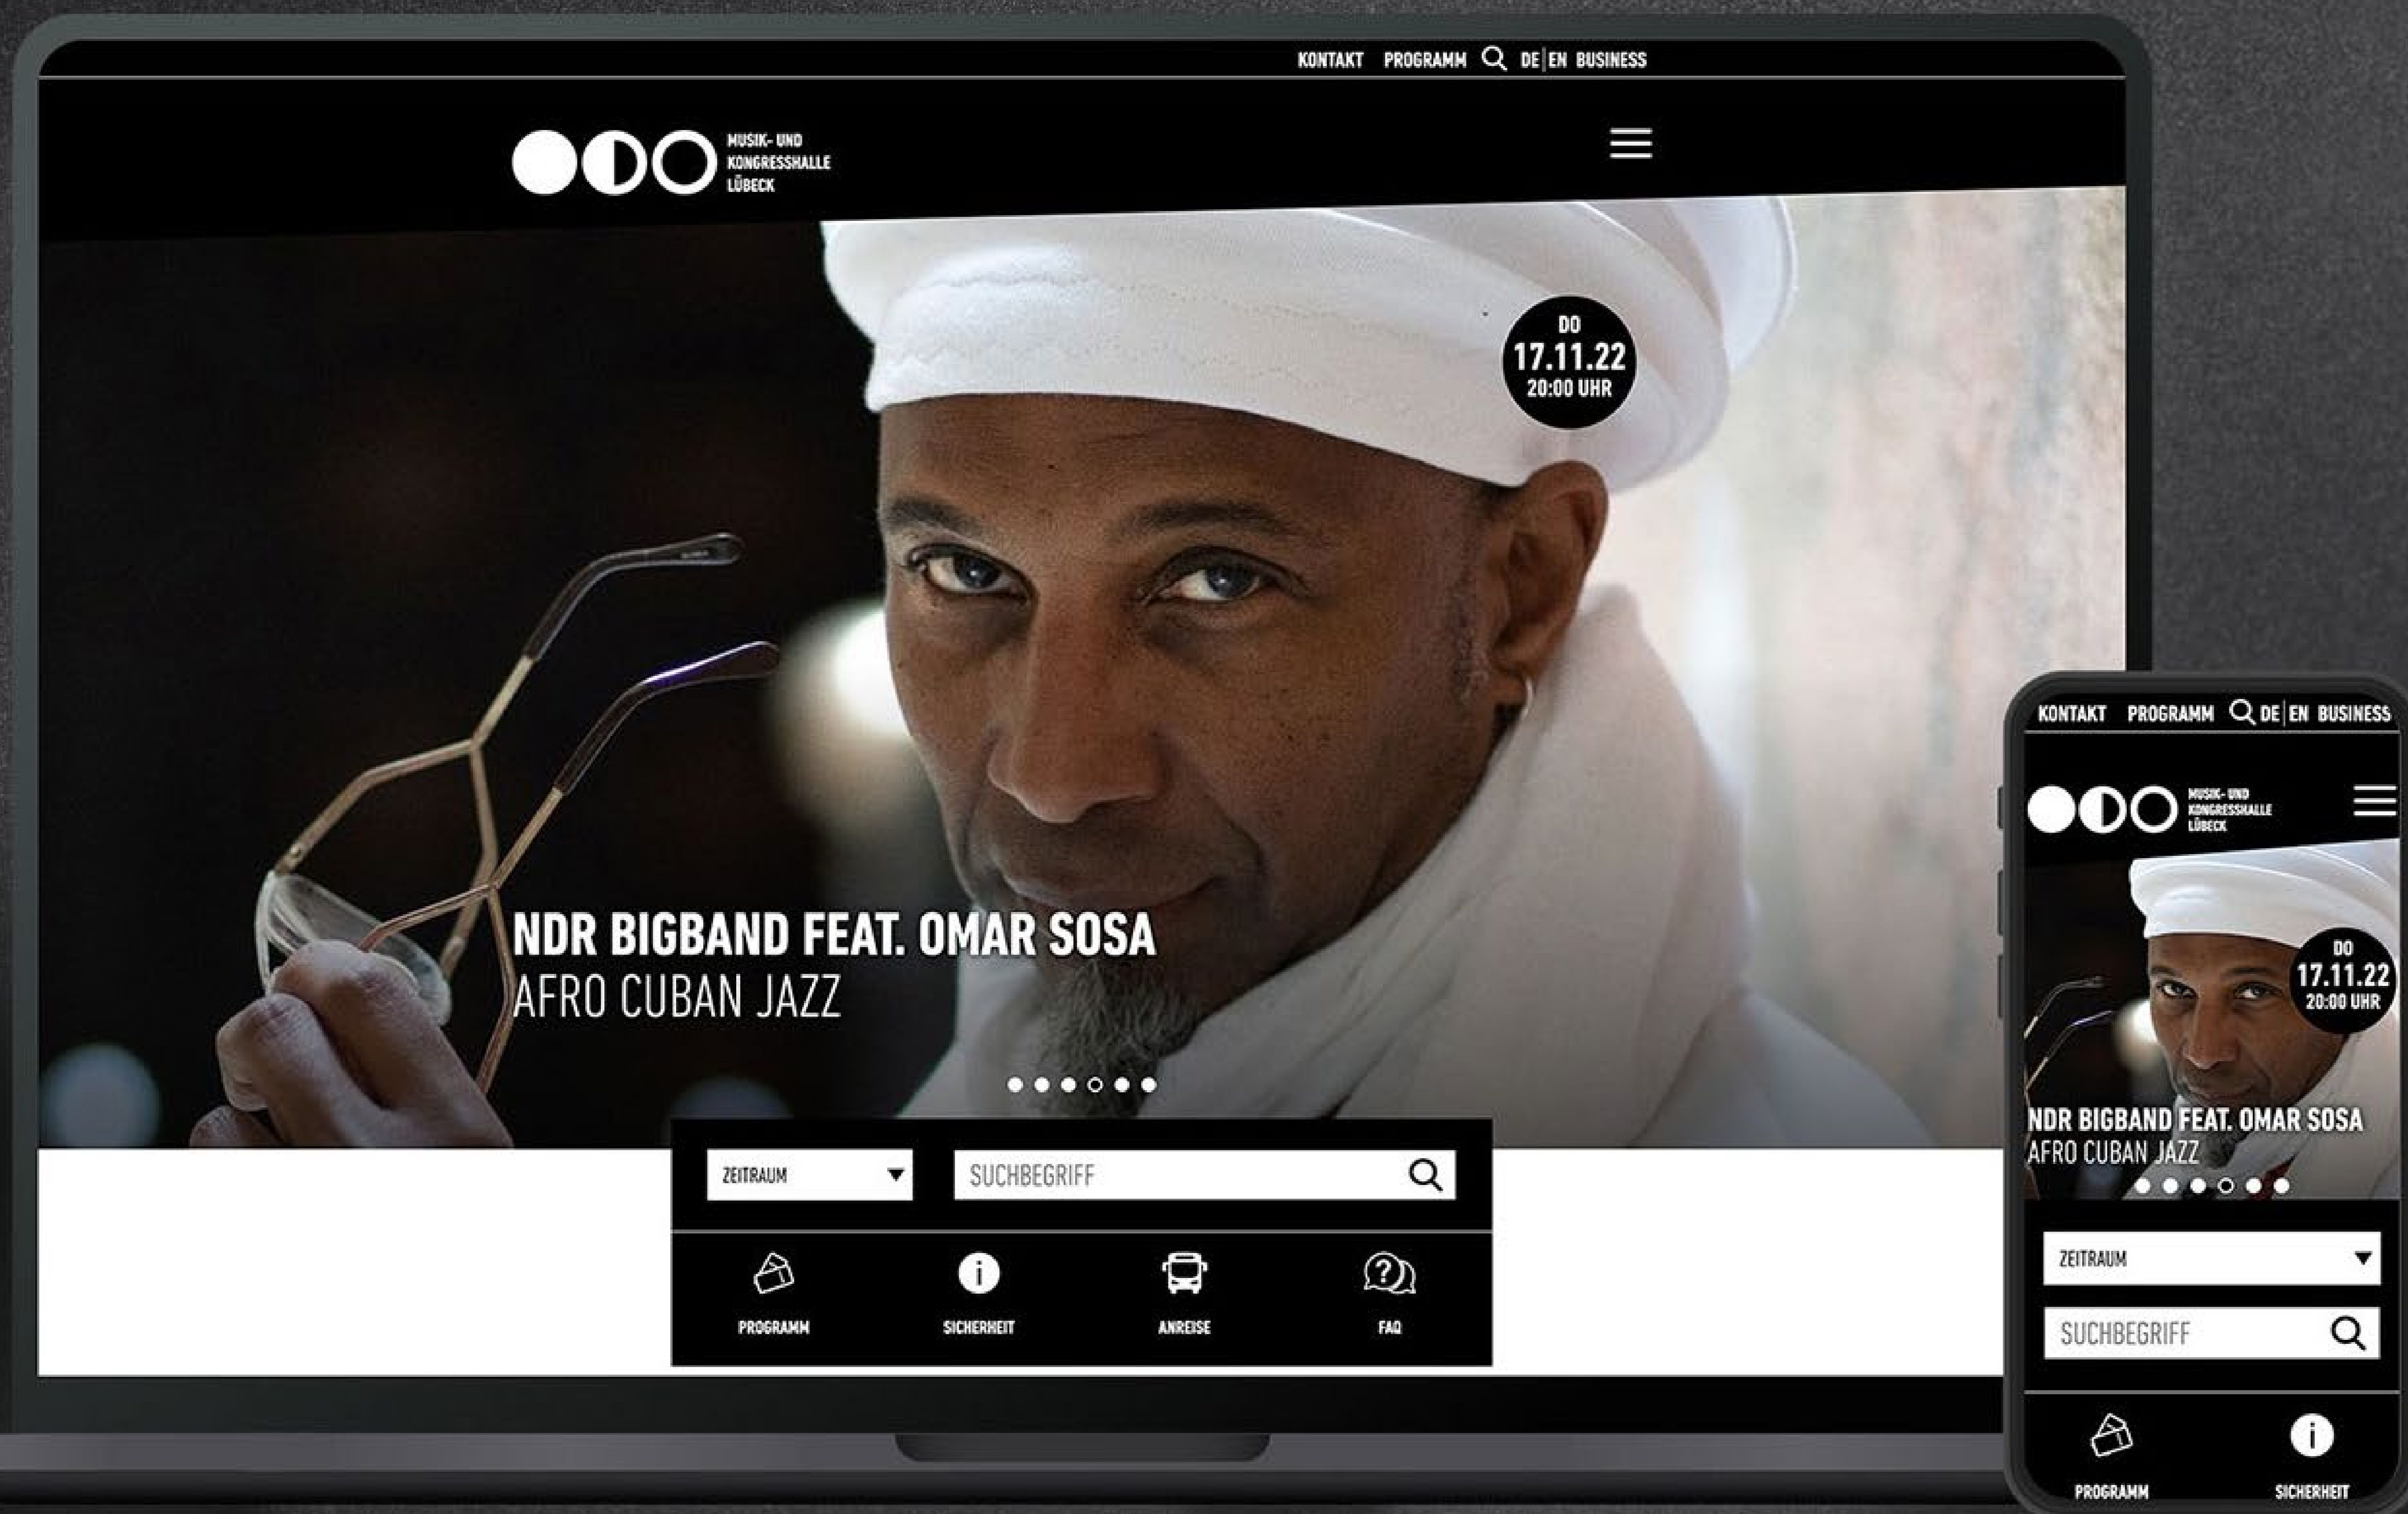 KONTAKT PROGRAMM DE|EN BUSINESS
MUSIK- UND
KONGRESSHALLE
LÜBECK
DO
17.11.22
20:00 UHR
NDR BIGBAND FEAT. OMAR SOSA
AFRO CUBAN JAZZ
ZEITRAUM SUCHBEGRIFF
PROGRAMM SICHERHEIT ANREISE FAQ
KONTAKT PROGRAMM DE|EN BUSINESS
MUSIK- UND
KONGRESSHALLE
LÜBECK
DO
17.11.22
20:00 UHR
NDR BIGBAND FEAT. OMAR SOSA
AFRO CUBAN JAZZ
ZEITRAUM
SUCHBEGRIFF
PROGRAMM SICHERHEIT